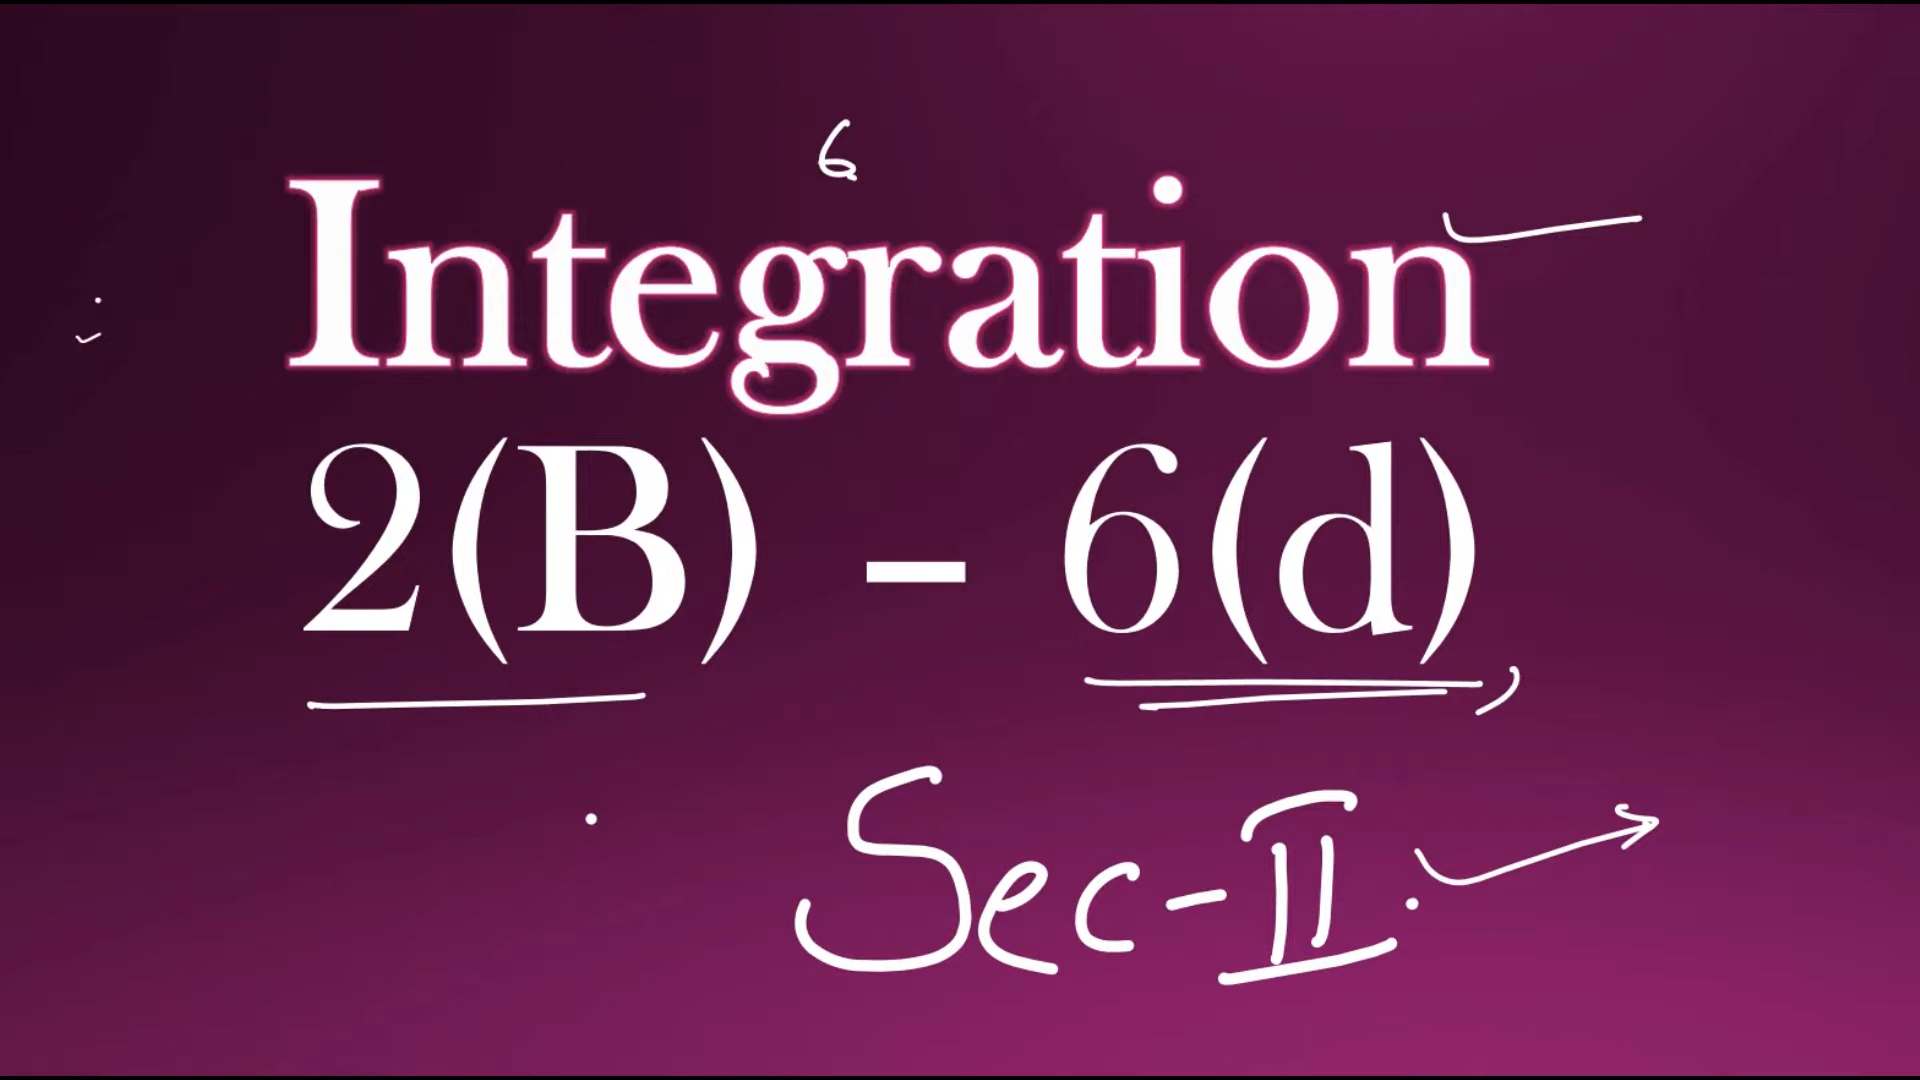 6
Integration
2(B) – 6(d)
Sec-II.